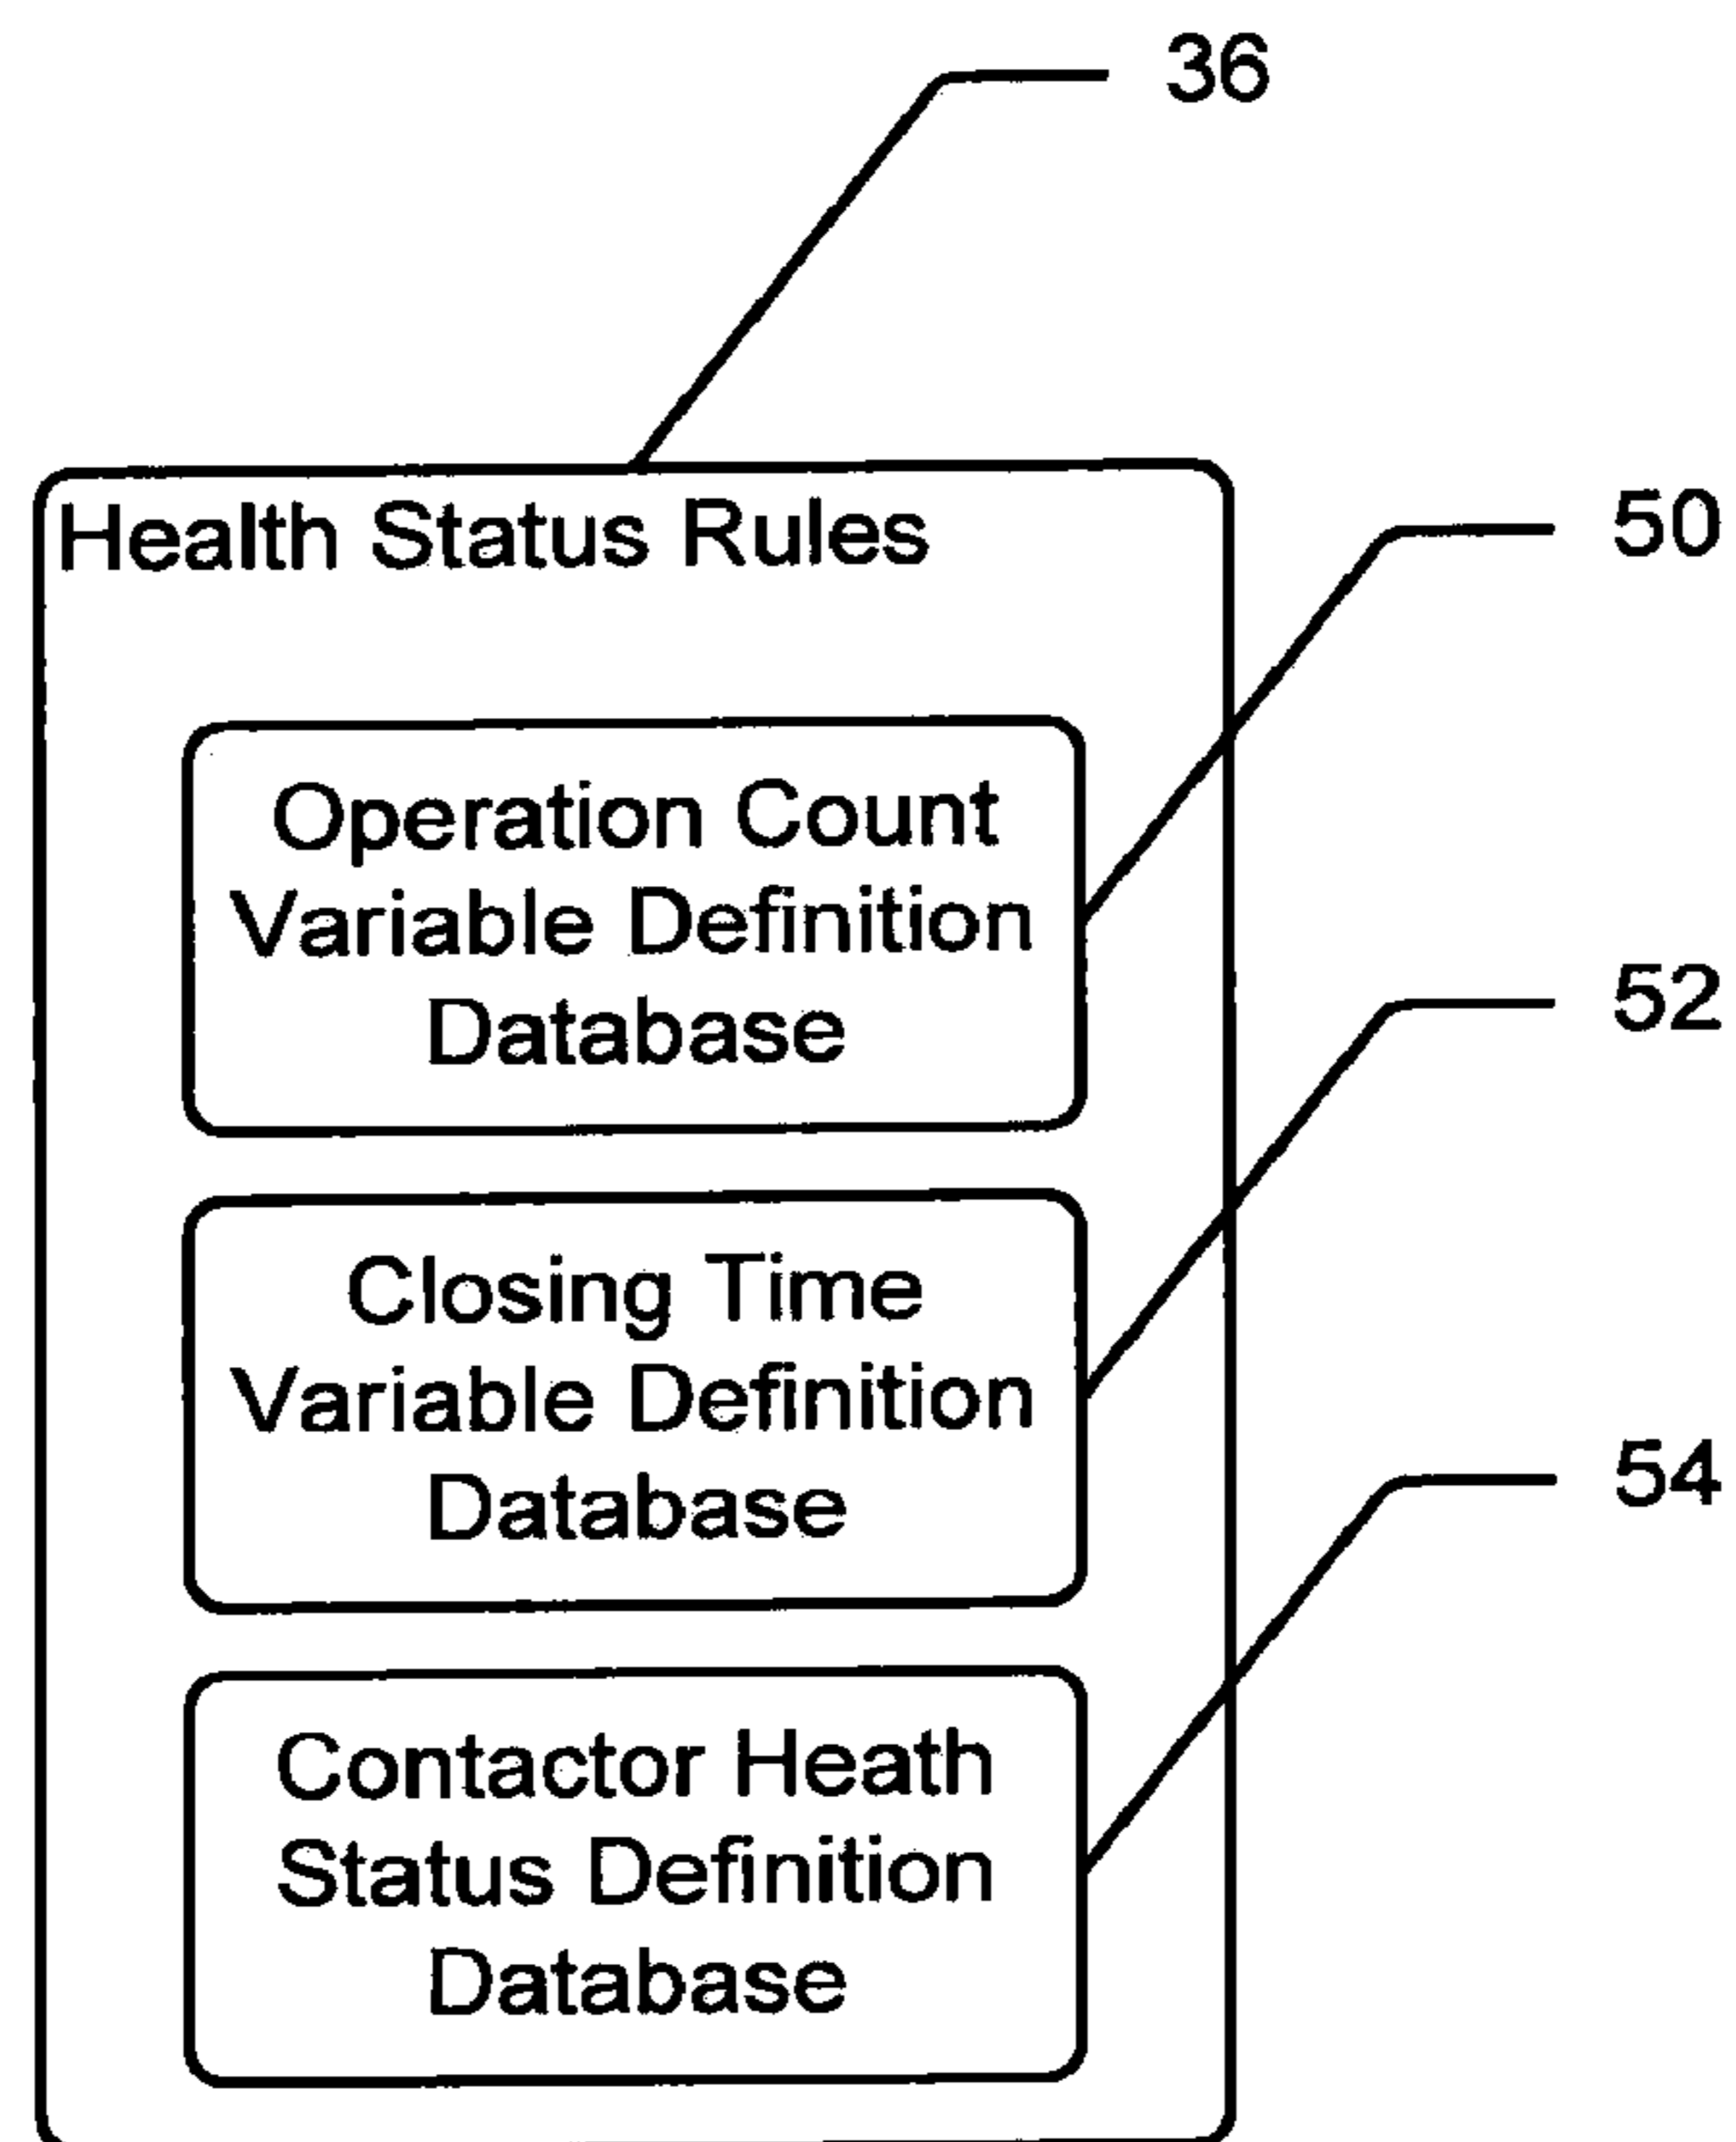 36
Health Status Rules
50
Operation Count
Variable Definition
Database
52
Closing Time
Variable Definition
Database
54
Contactor Heath
Status Definition
Database